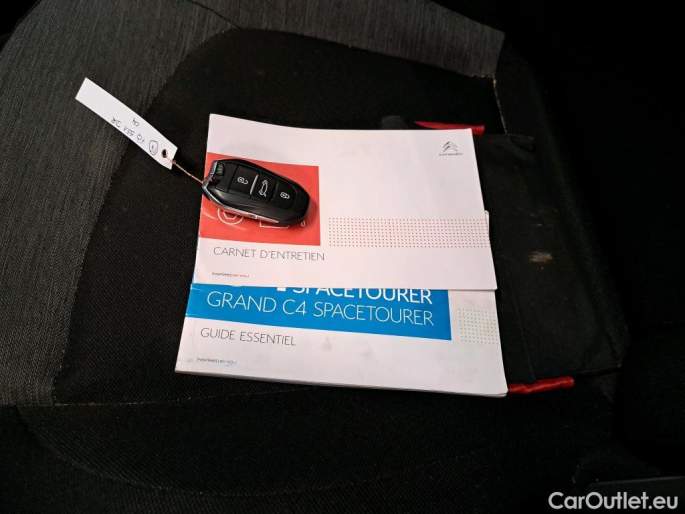 CARNET D'ENTRETIEN
SPACETOURER
GRAND C4 SPACETOURER
GUIDE ESSENTIEL
CarOutlet.eu